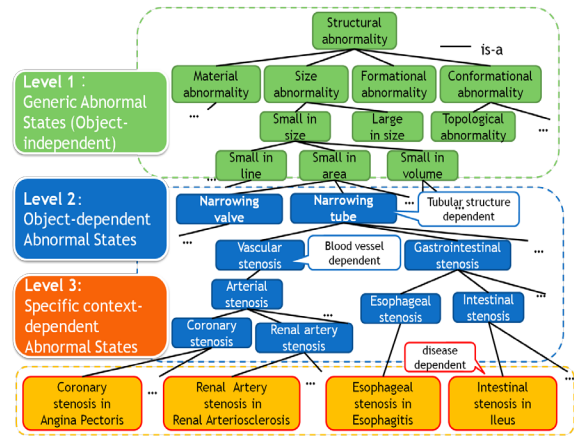 Structural
abnormality
is-a
Level 1：
Generic Abnormal
States (Object-
independent)
Material
abnormality
Size
abnormality
Formational
abnormality
Conformational
abnormality
...
Small in
size
Large
in size
Topological
abnormality
...
Small in
line
Small in
area
Small in
volume
Level 2:
Object-dependent
Abnormal States
Narrowing
valve
Narrowing
tube
...
...
Tubular structure
dependent
...
Vascular
stenosis
Blood vessel
dependent
Gastrointestinal
stenosis
...
Level 3:
Specific context-
dependent
Abnormal States
Arterial
stenosis
...
Esophageal
stenosis
Intestinal
stenosis
...
Coronary
stenosis
Renal artery
stenosis
...
disease
dependent
Coronary
stenosis in
Angina Pectoris
...
Renal Artery
stenosis in
Renal Arteriosclerosis
...
Esophageal
stenosis in
Esophagitis
Intestinal
stenosis in
Ileus
...